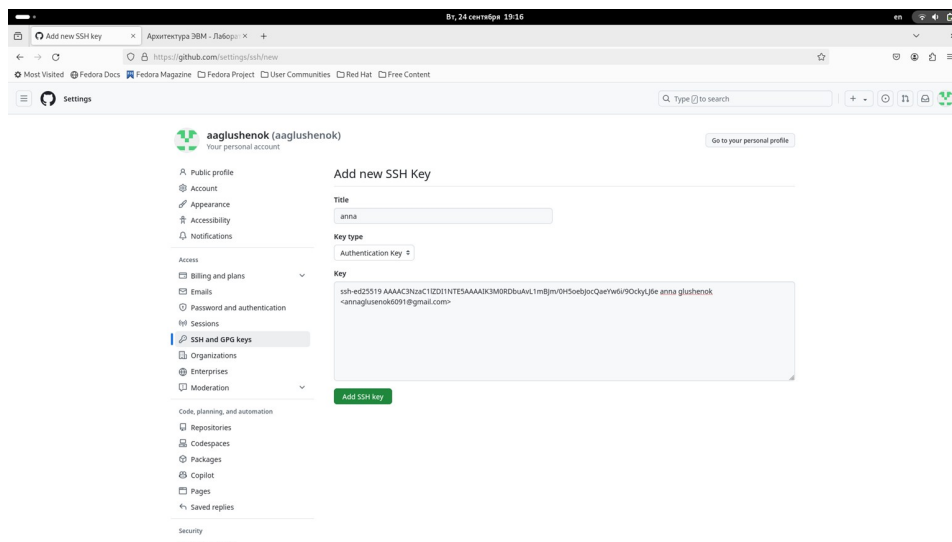 Вт, 24 сентября 19:16
en
Add new SSH key
Архитектура ЭВМ - Лабора
https://github.com/settings/ssh/new
Most Visited Fedora Docs Fedora Magazine Fedora Project User Communities Red Hat Free Content
Settings
Type / to search
aaglushenok (aaglushenok)
Your personal account
Go to your personal profile
Public profile
Account
Appearance
Accessibility
Notifications
Access
Billing and plans
Emails
Password and authentication
Sessions
SSH and GPG keys
Organizations
Enterprises
Moderation
Code, planning, and automation
Repositories
Codespaces
Packages
Copilot
Pages
Saved replies
Security
Add new SSH Key
Title
anna
Key type
Authentication Key
Key
ssh-ed25519 AAAAC3NzaC1lZDI1NTE5AAAAIK3M0RDbuAvL1mBJm/0H5oebJocQaeYw6i/9OckyLJ6e anna glushenok
<annaglusenok6091@gmail.com>
Add SSH key